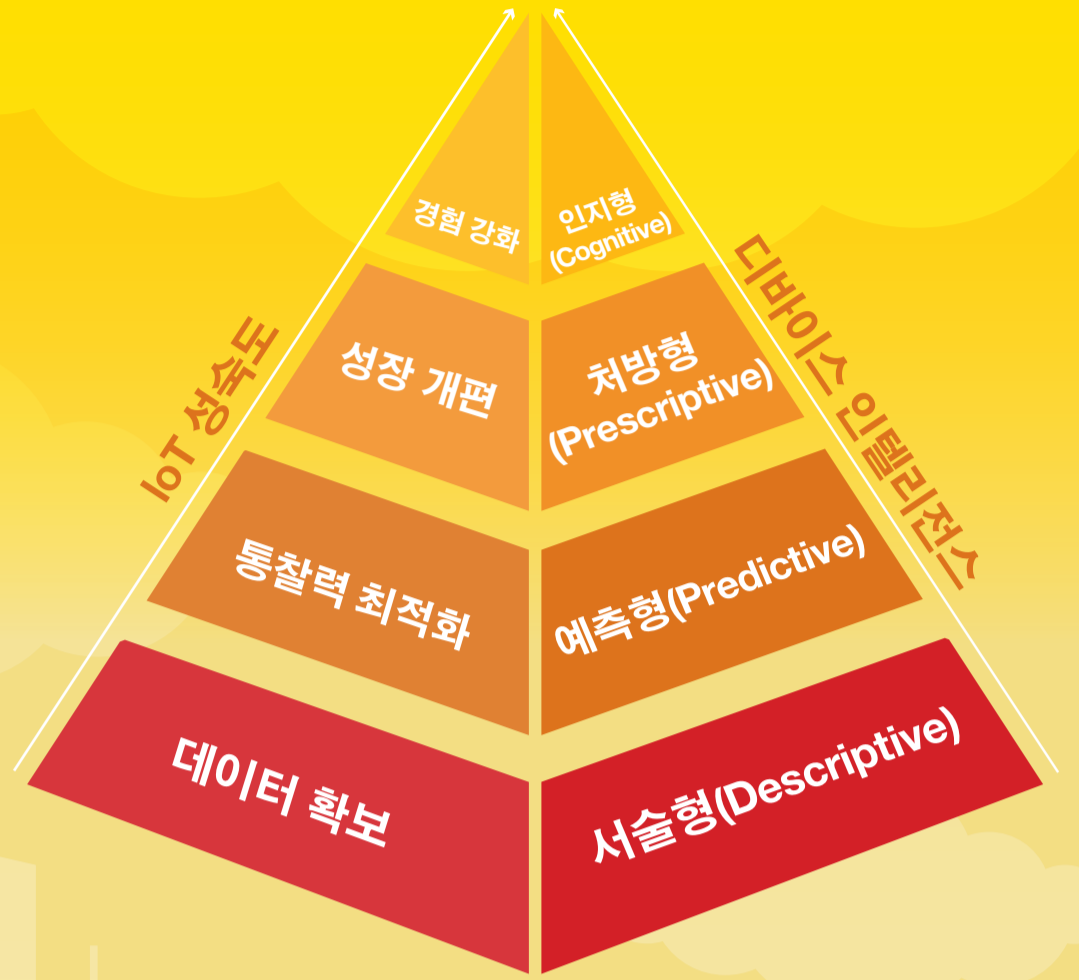 경험 강화
인지형
(Cognitive)
성장 개편
처방형
(Prescriptive)
통찰력 최적화
예측형(Predictive)
데이터 확보
서술형(Descriptive)
IoT 성숙도
디바이스 인텔리전스